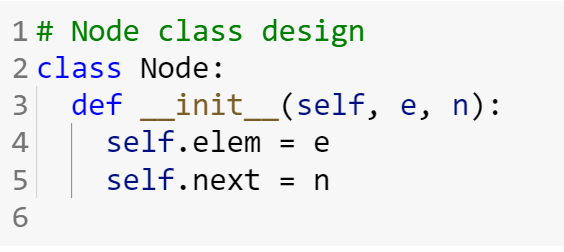 1 # Node class design
2 class Node:
3   def __init__(self, e, n):
4     self.elem = e
5     self.next = n
6